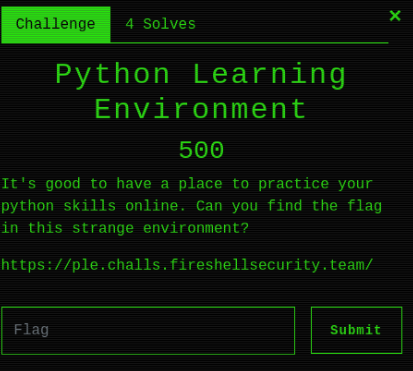 Challenge 4 Solves ×
Python Learning
Environment
500
It's good to have a place to practice your
python skills online. Can you find the flag
in this strange environment?
https://ple.challs.fireshellsecurity.team/
Flag Submit